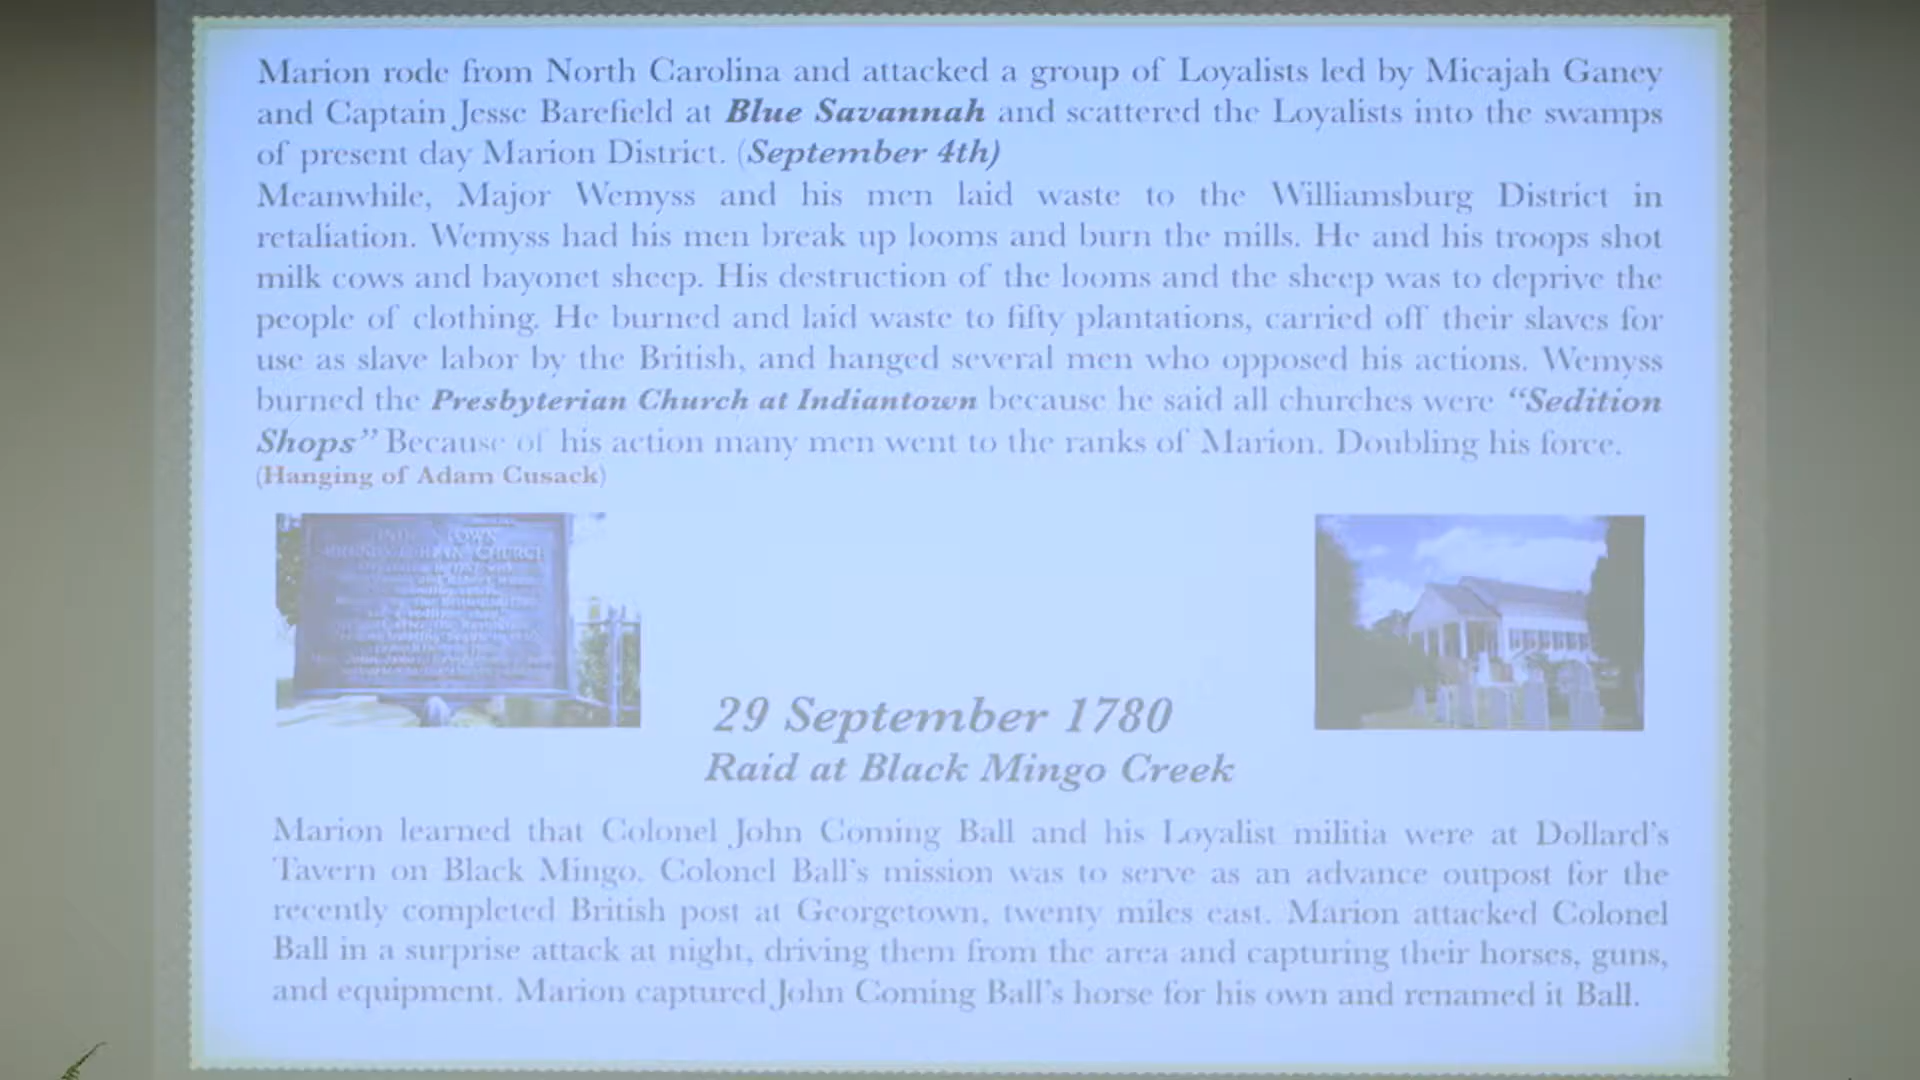 Marion rode from North Carolina and attacked a group of Loyalists led by Micajah Ganey
and Captain Jesse Barefield at Blue Savannah and scattered the Loyalists into the swamps
of present day Marion District. (September 4th)
Meanwhile, Major Wemyss and his men laid waste to the Williamsburg District in
retaliation. Wemyss had his men break up looms and burn the mills. He and his troops shot
milk cows and bayonet sheep. His destruction of the looms and the sheep was to deprive the
people of clothing. He burned and laid waste to fifty plantations, carried off their slaves for
use as slave labor by the British, and hanged several men who opposed his actions. Wemyss
burned the Presbyterian Church at Indiantown because he said all churches were “Sedition
Shops” Because of his action many men went to the ranks of Marion. Doubling his force.
(Hanging of Adam Cusack)
CHURCH
29 September 1780
Raid at Black Mingo Creek
Marion learned that Colonel John Coming Ball and his Loyalist militia were at Dollard’s
Tavern on Black Mingo. Colonel Ball’s mission was to serve as an advance outpost for the
recently completed British post at Georgetown, twenty miles east. Marion attacked Colonel
Ball in a surprise attack at night, driving them from the area and capturing their horses, guns,
and equipment. Marion captured John Coming Ball’s horse for his own and renamed it Ball.